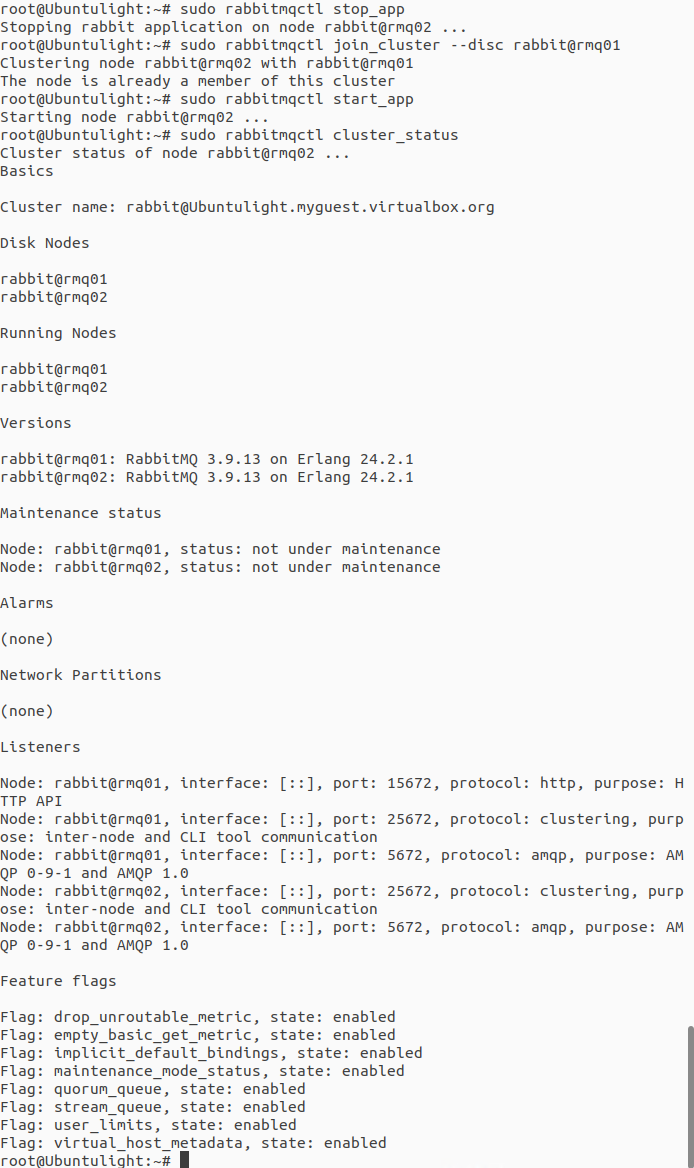 root@Ubuntulight:~# sudo rabbitmqctl stop_app
Stopping rabbit application on node rabbit@rmq02 ...
root@Ubuntulight:~# sudo rabbitmqctl join_cluster --disc rabbit@rmq01
Clustering node rabbit@rmq02 with rabbit@rmq01
The node is already a member of this cluster
root@Ubuntulight:~# sudo rabbitmqctl start_app
Starting node rabbit@rmq02 ...
root@Ubuntulight:~# sudo rabbitmqctl cluster_status
Cluster status of node rabbit@rmq02 ...
Basics
Cluster name: rabbit@Ubuntulight.myguest.virtualbox.org
Disk Nodes
rabbit@rmq01
rabbit@rmq02
Running Nodes
rabbit@rmq01
rabbit@rmq02
Versions
rabbit@rmq01: RabbitMQ 3.9.13 on Erlang 24.2.1
rabbit@rmq02: RabbitMQ 3.9.13 on Erlang 24.2.1
Maintenance status
Node: rabbit@rmq01, status: not under maintenance
Node: rabbit@rmq02, status: not under maintenance
Alarms
(none)
Network Partitions
(none)
Listeners
Node: rabbit@rmq01, interface: [::], port: 15672, protocol: http, purpose: H
TTP API
Node: rabbit@rmq01, interface: [::], port: 25672, protocol: clustering, purp
ose: inter-node and CLI tool communication
Node: rabbit@rmq01, interface: [::], port: 5672, protocol: amqp, purpose: AM
QP 0-9-1 and AMQP 1.0
Node: rabbit@rmq02, interface: [::], port: 25672, protocol: clustering, purp
ose: inter-node and CLI tool communication
Node: rabbit@rmq02, interface: [::], port: 5672, protocol: amqp, purpose: AM
QP 0-9-1 and AMQP 1.0
Feature flags
Flag: drop_unroutable_metric, state: enabled
Flag: empty_basic_get_metric, state: enabled
Flag: implicit_default_bindings, state: enabled
Flag: maintenance_mode_status, state: enabled
Flag: quorum_queue, state: enabled
Flag: stream_queue, state: enabled
Flag: user_limits, state: enabled
Flag: virtual_host_metadata, state: enabled
root@Ubuntulight:~#